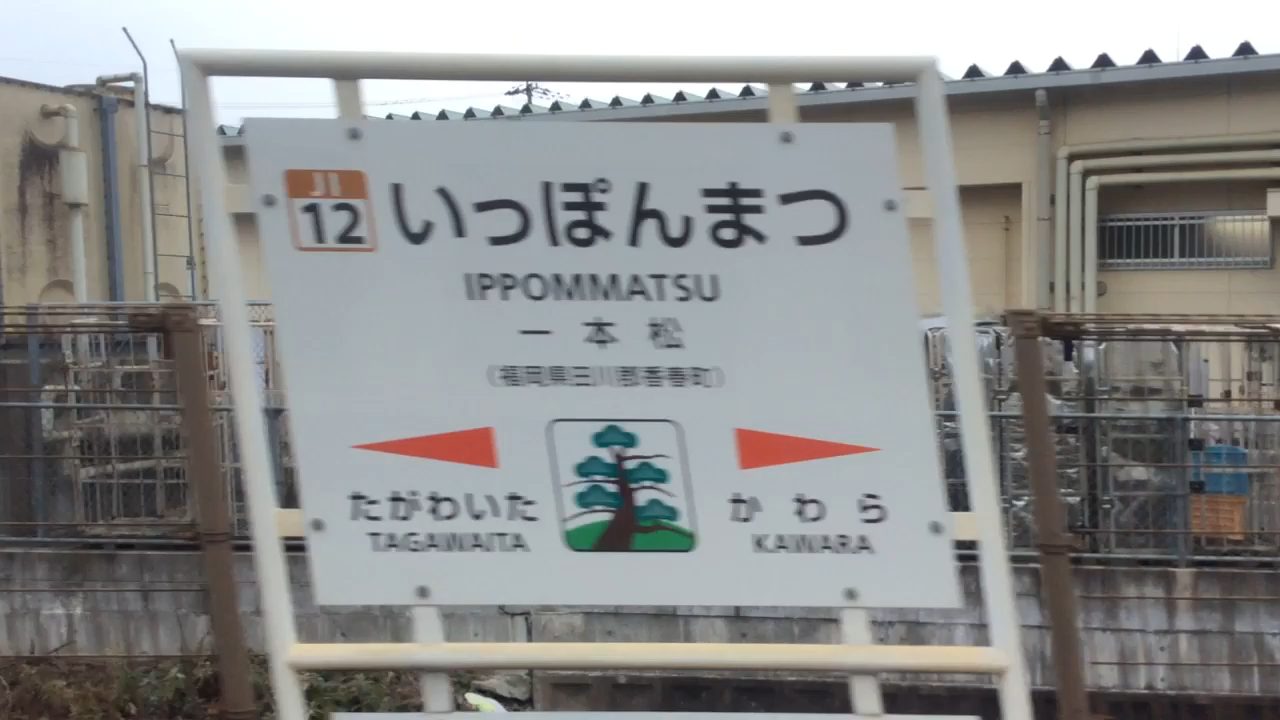 JI
12
いっぽんまつ
IPPOMMATSU
一本松
(福岡県田川郡香春町)
たがわいた
TAGAWAITA
かわら
KAWARA